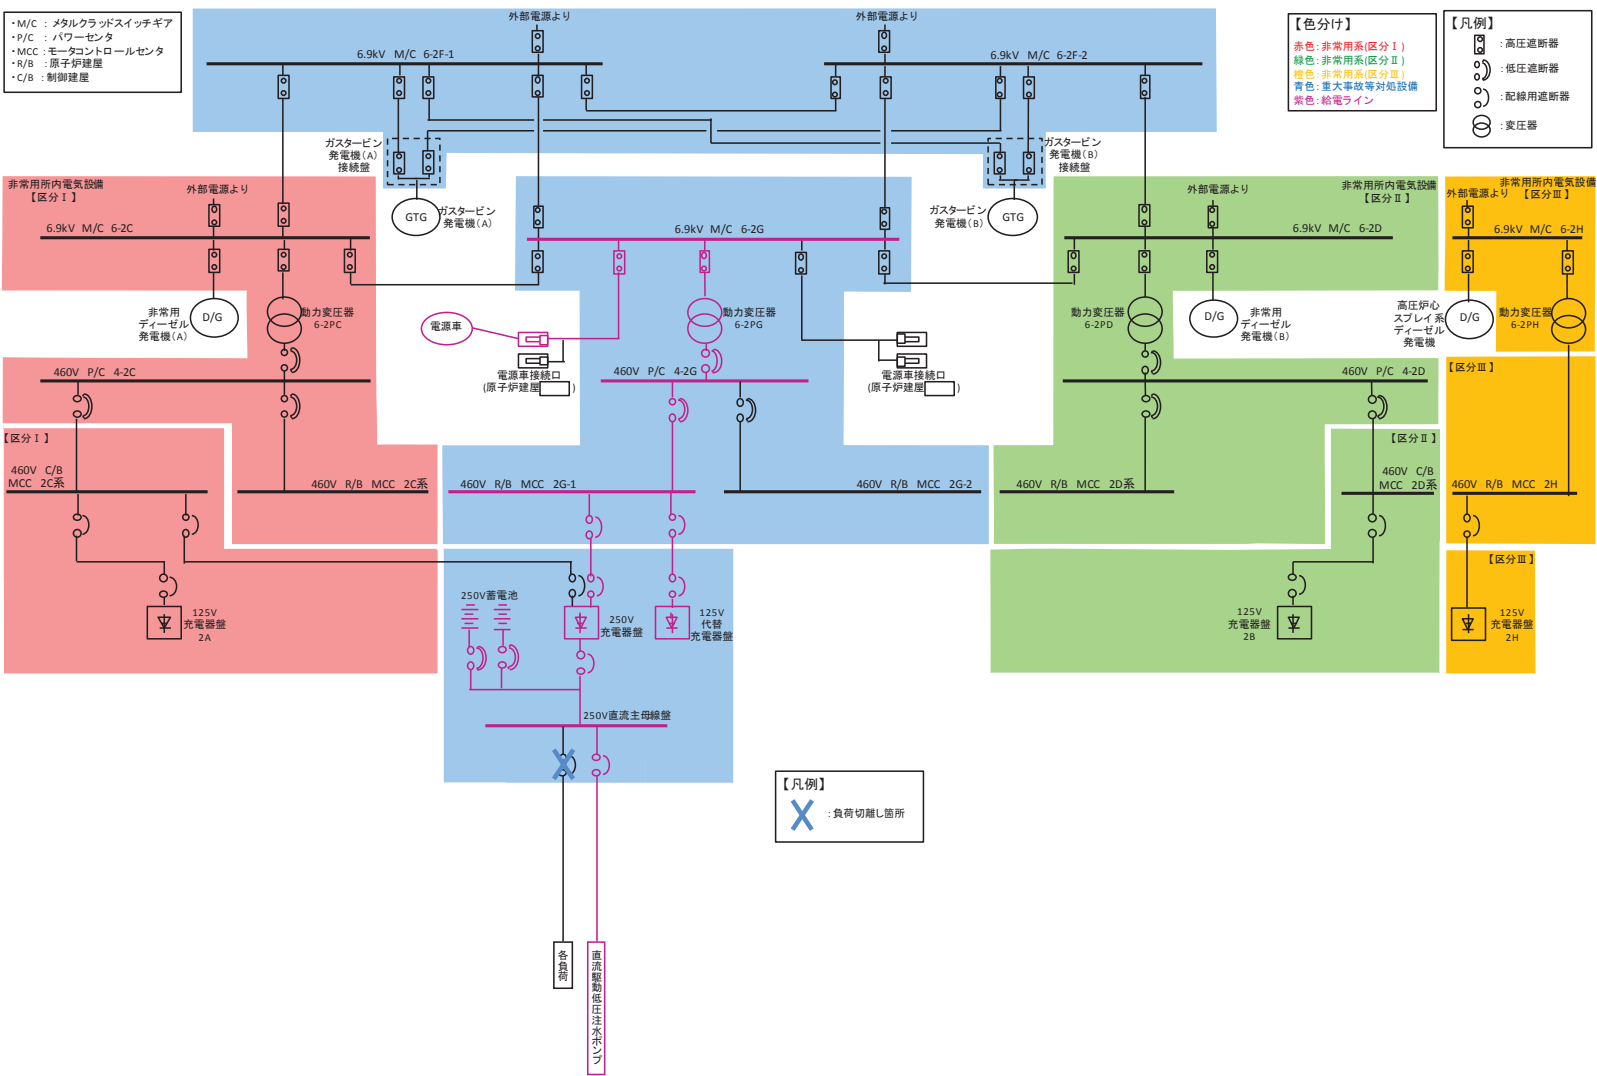 ・M/C : メタルクラッドスイッチギア
・P/C : パワーセンタ
・MCC : モータコントロールセンタ
・R/B : 原子炉建屋
・C/B : 制御建屋
外部電源より
外部電源より
6.9kV M/C 6-2F-1
6.9kV M/C 6-2F-2
【色分け】
赤色：非常用系(区分Ⅰ)
緑色：非常用系(区分Ⅱ)
橙色：非常用系(区分Ⅲ)
青色：重大事故等対処設備
紫色：給電ライン
【凡例】
：高圧遮断器
：低圧遮断器
：配線用遮断器
：変圧器
ガスタービン
発電機(A)
接続盤
ガスタービン
発電機(B)
接続盤
非常用所内電気設備
【区分Ⅰ】
外部電源より
6.9kV M/C 6-2C
GTG
ガスタービン
発電機(A)
6.9kV M/C 6-2G
ガスタービン
発電機(B)
GTG
外部電源より
非常用所内電気設備
【区分Ⅱ】
6.9kV M/C 6-2D
非常用所内電気設備
外部電源より
【区分Ⅲ】
6.9kV M/C 6-2H
非常用
ディーゼル
発電機(A)
D/G
動力変圧器
6-2PC
電源車
動力変圧器
6-2PG
動力変圧器
6-2PD
D/G
非常用
ディーゼル
発電機(B)
高圧炉心
スプレイ系
ディーゼル
発電機
D/G
動力変圧器
6-2PH
460V P/C 4-2C
電源車接続口
(原子炉建屋 )
460V P/C 4-2G
電源車接続口
(原子炉建屋 )
460V P/C 4-2D
【区分Ⅲ】
【区分Ⅰ】
460V C/B
MCC 2C系
460V R/B MCC 2C系
460V R/B MCC 2G-1
460V R/B MCC 2G-2
460V R/B MCC 2D系
【区分Ⅱ】
460V C/B
MCC 2D系
460V R/B MCC 2H
【区分Ⅲ】
125V
充電器盤
2A
250V蓄電池
250V
充電器盤
125V
代替
充電器盤
125V
充電器盤
2B
125V
充電器盤
2H
250V直流主母線盤
【凡例】
：負荷切離し箇所
各負荷
直流駆動低圧注水ポンプ